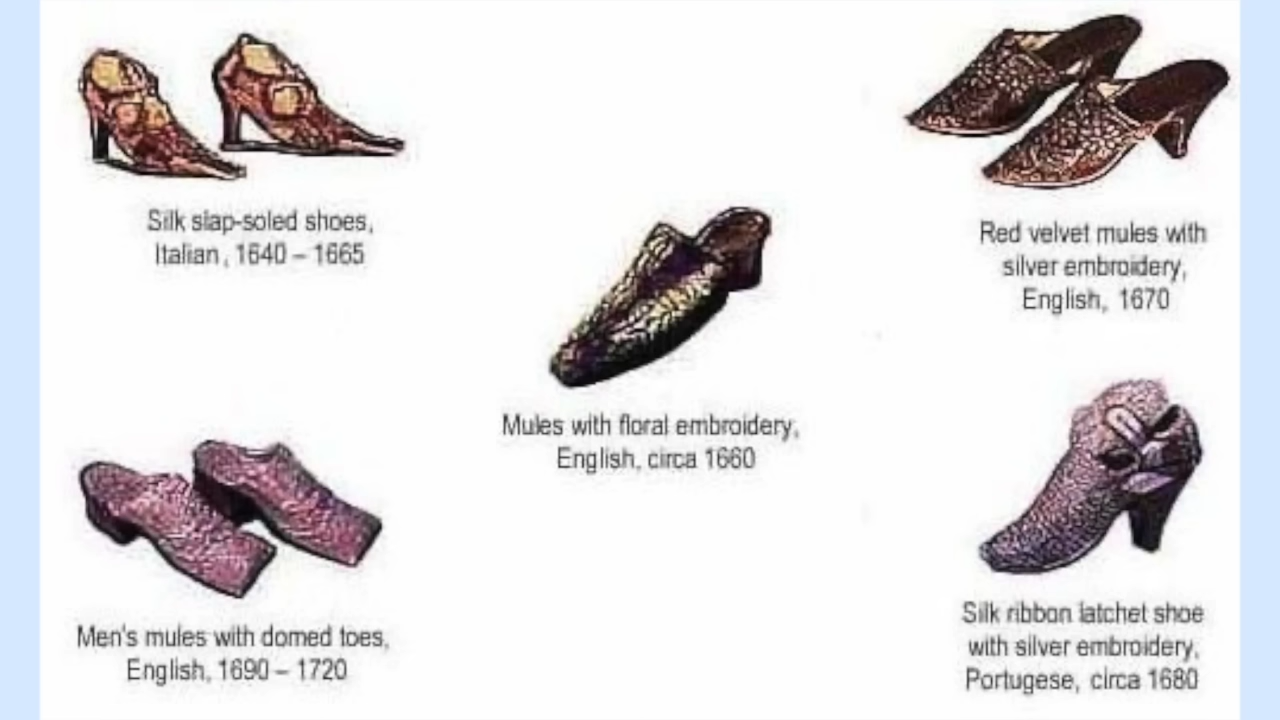 Silk slap-soled shoes,
Italian, 1640 – 1665
Red velvet mules with
silver embroidery,
English, 1670
Mules with floral embroidery,
English, circa 1660
Men's mules with domed toes,
English, 1690 – 1720
Silk ribbon latchet shoe
with silver embroidery,
Portugese, circa 1680